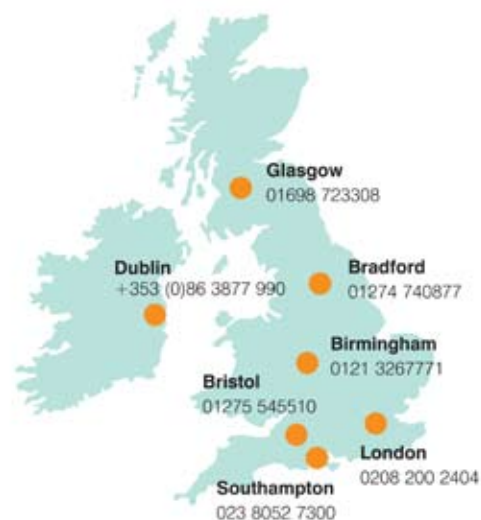 Glasgow
01698 723308
Dublin
+353 (0)86 3877 990
Bradford
01274 740877
Birmingham
0121 3267771
Bristol
01275 545510
London
0208 200 2404
Southampton
023 8052 7300